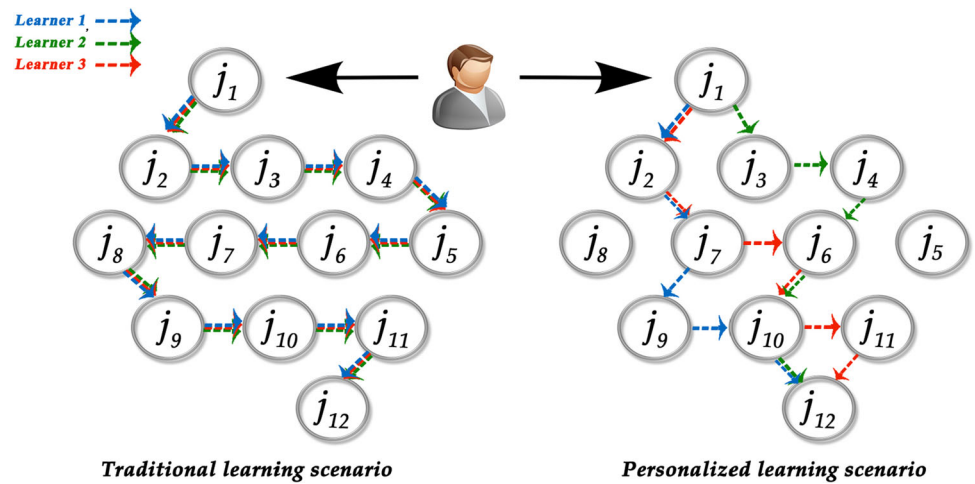 Learner 1
Learner 2
Learner 3
j1
j2
j3
j4
j8
j7
j6
j5
j9
j10
j11
j12
Traditional learning scenario
j1
j2
j3
j4
j8
j7
j6
j5
j9
j10
j11
j12
Personalized learning scenario